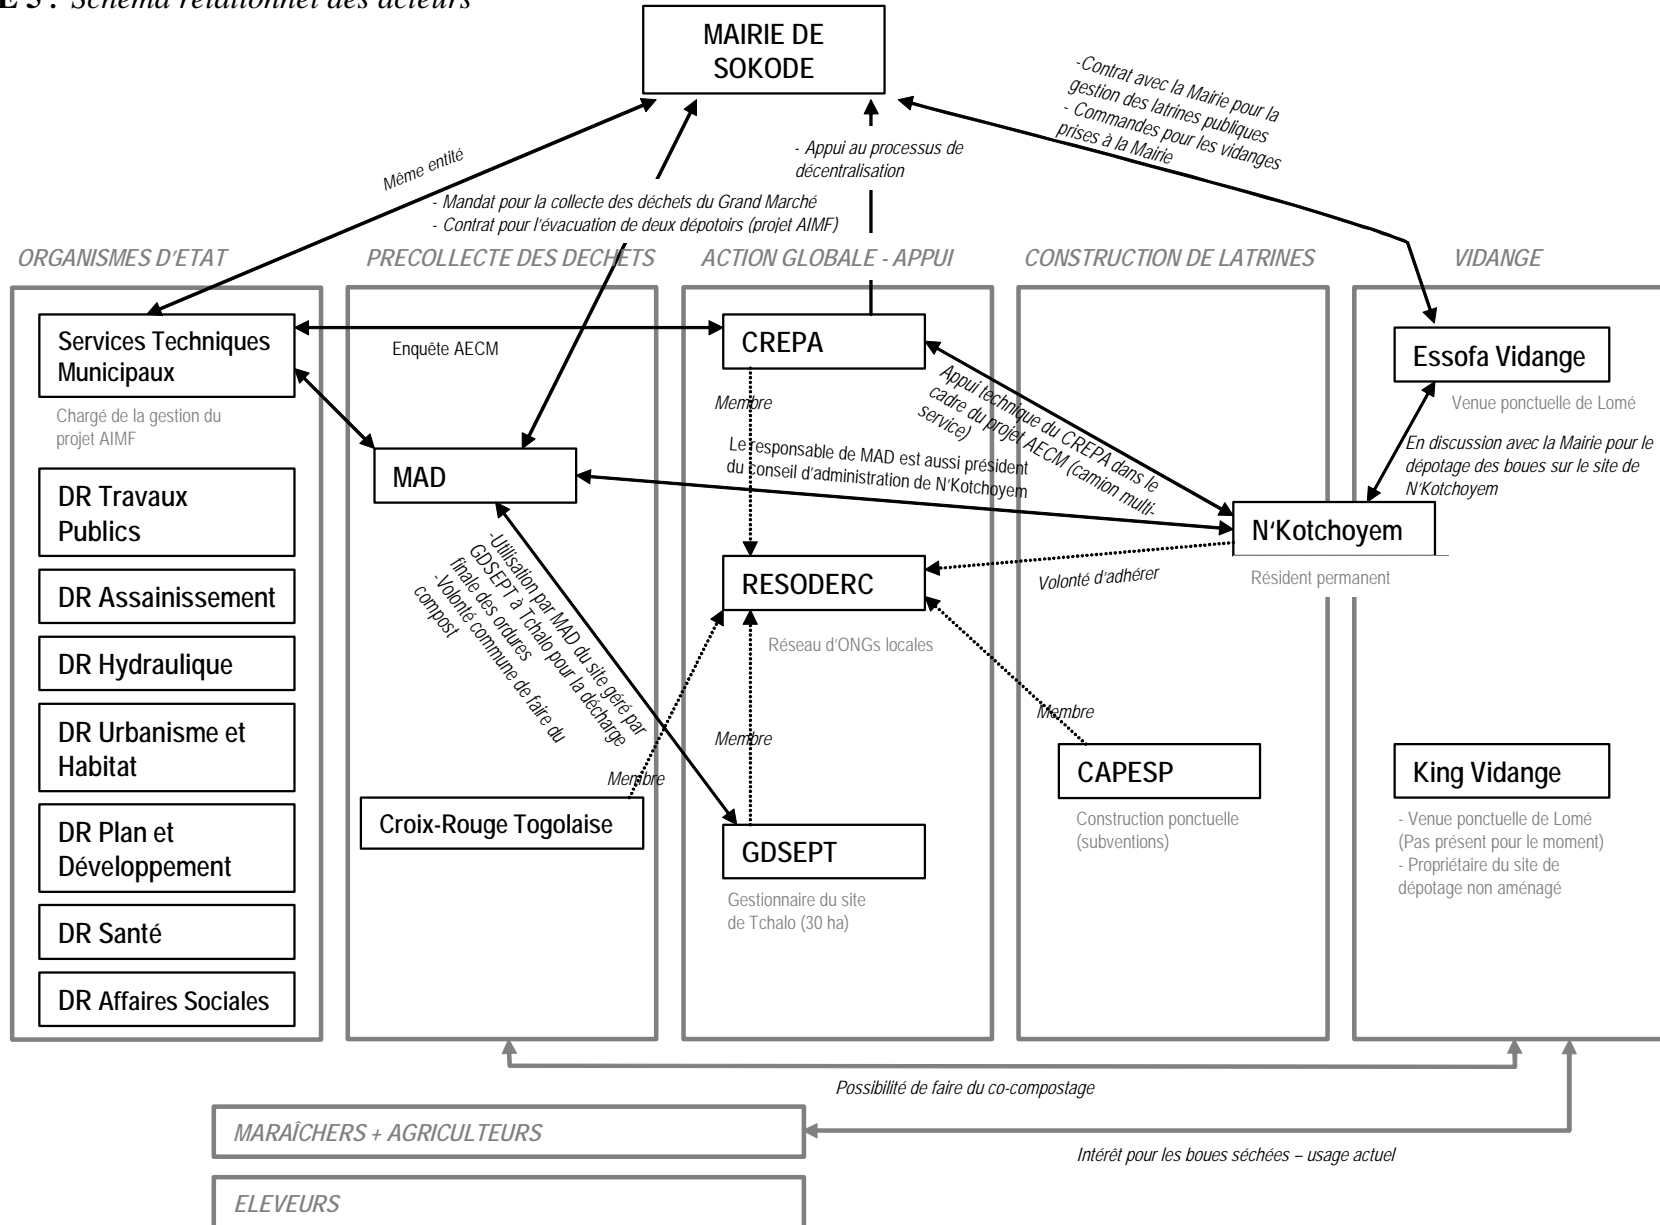 E 5 : Schéma relationnel des acteurs
MAIRIE DE
SOKODE
-Contrat avec la Mairie pour la
gestion des latrines publiques
- Commandes pour les vidanges
prises à la Mairie
- Appui au processus de
décentralisation
Même entité
- Mandat pour la collecte des déchets du Grand Marché
- Contrat pour l'évacuation de deux dépotoirs (projet AIMF)
ORGANISMES D'ETAT
PRECOLLECTE DES DECHETS
ACTION GLOBALE - APPUI
CONSTRUCTION DE LATRINES
VIDANGE
Services Techniques
Municipaux
Chargé de la gestion du
projet AIMF
DR Travaux
Publics
DR Assainissement
DR Hydraulique
DR Urbanisme et
Habitat
DR Plan et
Développement
DR Santé
DR Affaires Sociales
Enquête AECM
MAD
-Utilisation par MAD du site géré par
GDSEPT à Tchalo pour la décharge
finale des ordures
-Volonté commune de faire du
compost
Croix-Rouge Togolaise
Membre
CREPA
Membre
Appui technique du CREPA dans le
cadre du projet AECM (camion multi-
service)
Le responsable de MAD est aussi président
du conseil d'administration de N'Kotchoyem
RESODERC
Réseau d'ONGs locales
Membre
GDSEPT
Gestionnaire du site
de Tchalo (30 ha)
Volonté d'adhérer
Membre
CAPESP
Construction ponctuelle
(subventions)
Essofa Vidange
Venue ponctuelle de Lomé
En discussion avec la Mairie pour le
dépotage des boues sur le site de
N'Kotchoyem
N'Kotchoyem
Résident permanent
King Vidange
- Venue ponctuelle de Lomé
(Pas présent pour le moment)
- Propriétaire du site de
dépotage non aménagé
Possibilité de faire du co-compostage
MARAÎCHERS + AGRICULTEURS
Intérêt pour les boues séchées – usage actuel
ELEVEURS